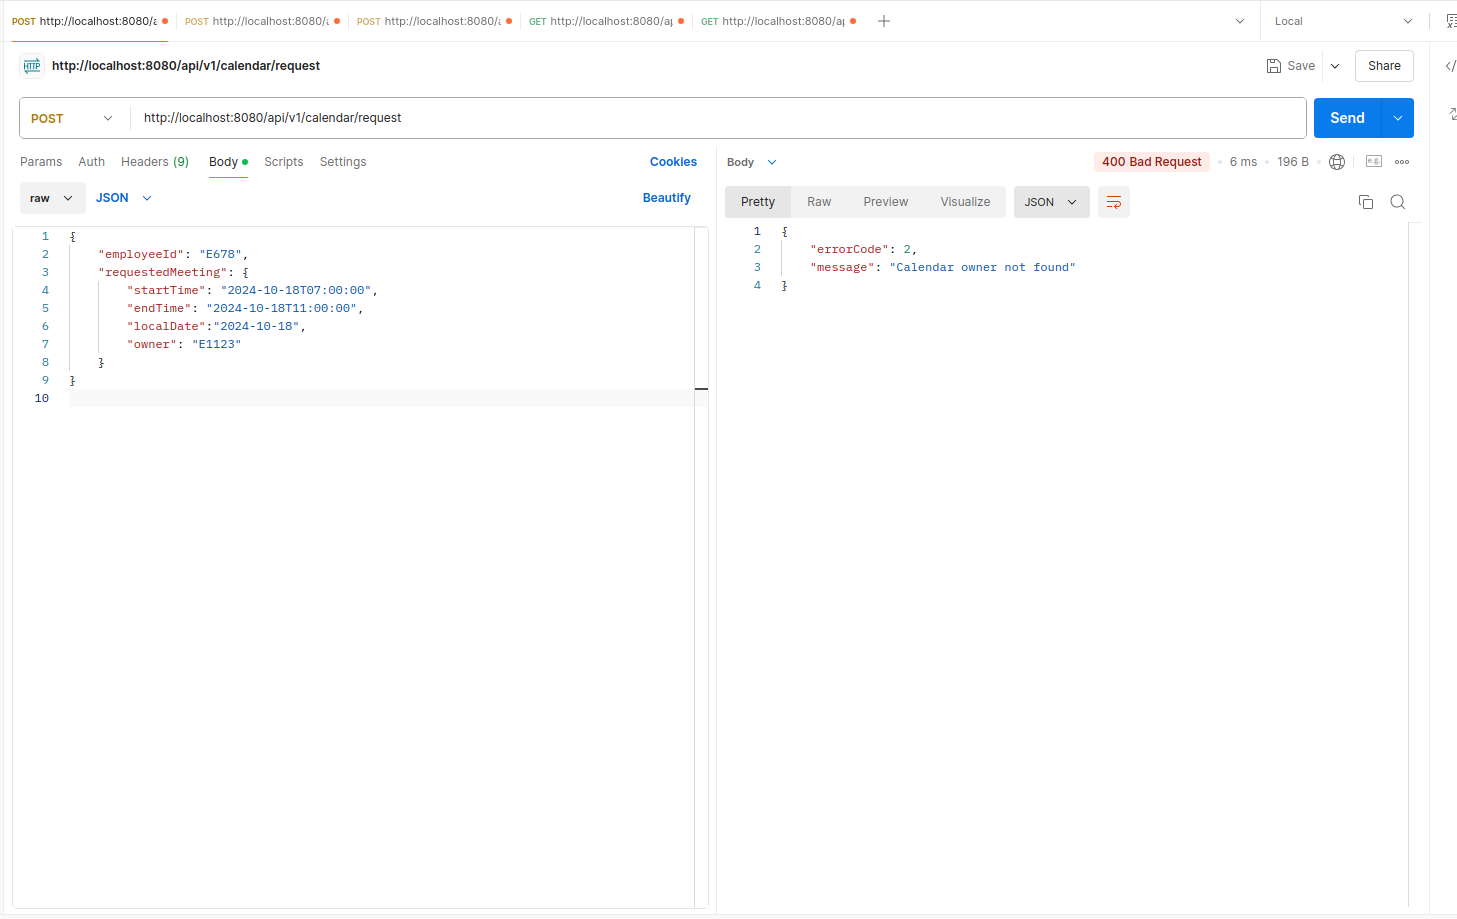 POST http://localhost:8080/a
POST http://localhost:8080/a
POST http://localhost:8080/a
GET http://localhost:8080/ap
GET http://localhost:8080/ap
Local
HTTP http://localhost:8080/api/v1/calendar/request
Save
Share
POST http://localhost:8080/api/v1/calendar/request
Send
Params Auth Headers (9) Body Scripts Settings Cookies
raw JSON Beautify
1 {
2 "employeeId": "E678",
3 "requestedMeeting": {
4 "startTime": "2024-10-18T07:00:00",
5 "endTime": "2024-10-18T11:00:00",
6 "localDate":"2024-10-18",
7 "owner": "E1123"
8 }
9 }
10
Body 400 Bad Request 6 ms 196 B e.g.
Pretty Raw Preview Visualize JSON
1 {
2 "errorCode": 2,
3 "message": "Calendar owner not found"
4 }